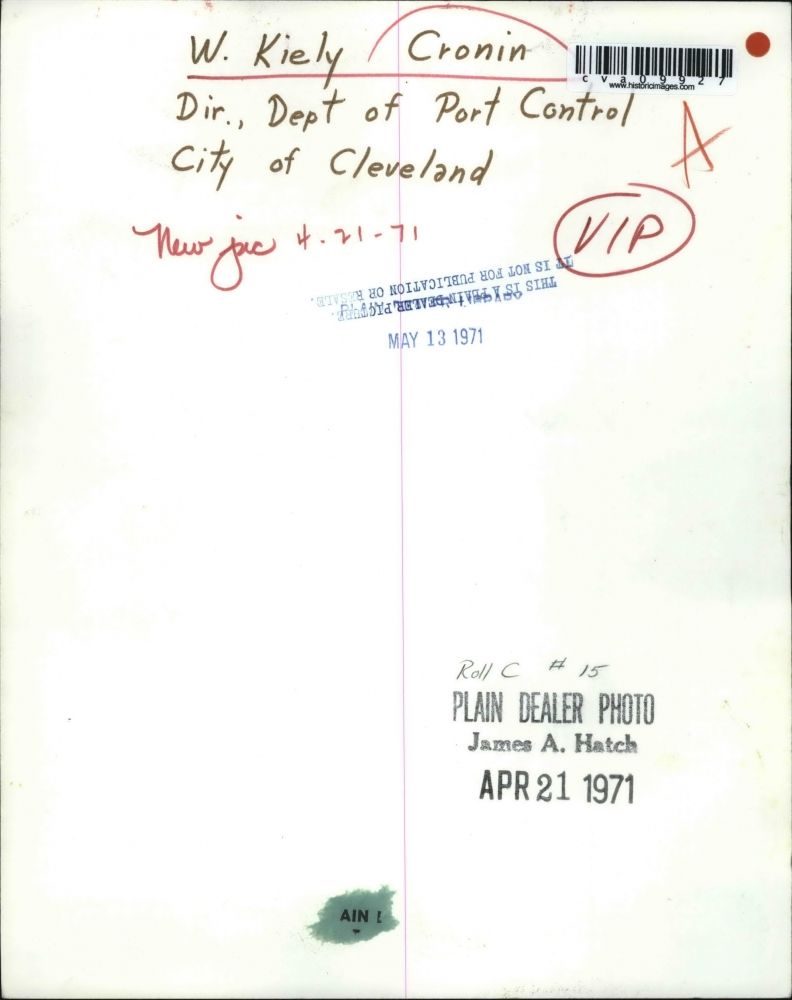 W. Kiely Cronin
cva09927
www.historicimages.com
Dir., Dept of Port Control
City of Cleveland
A
VIP
New pic 4-21-71
THIS IS A PLAIN DEALER PICTURE.
IT IS NOT FOR PUBLICATION OR RESALE.
MAY 13 1971
Roll C # 15
PLAIN DEALER PHOTO
James A. Hatch
APR 21 1971
AIN